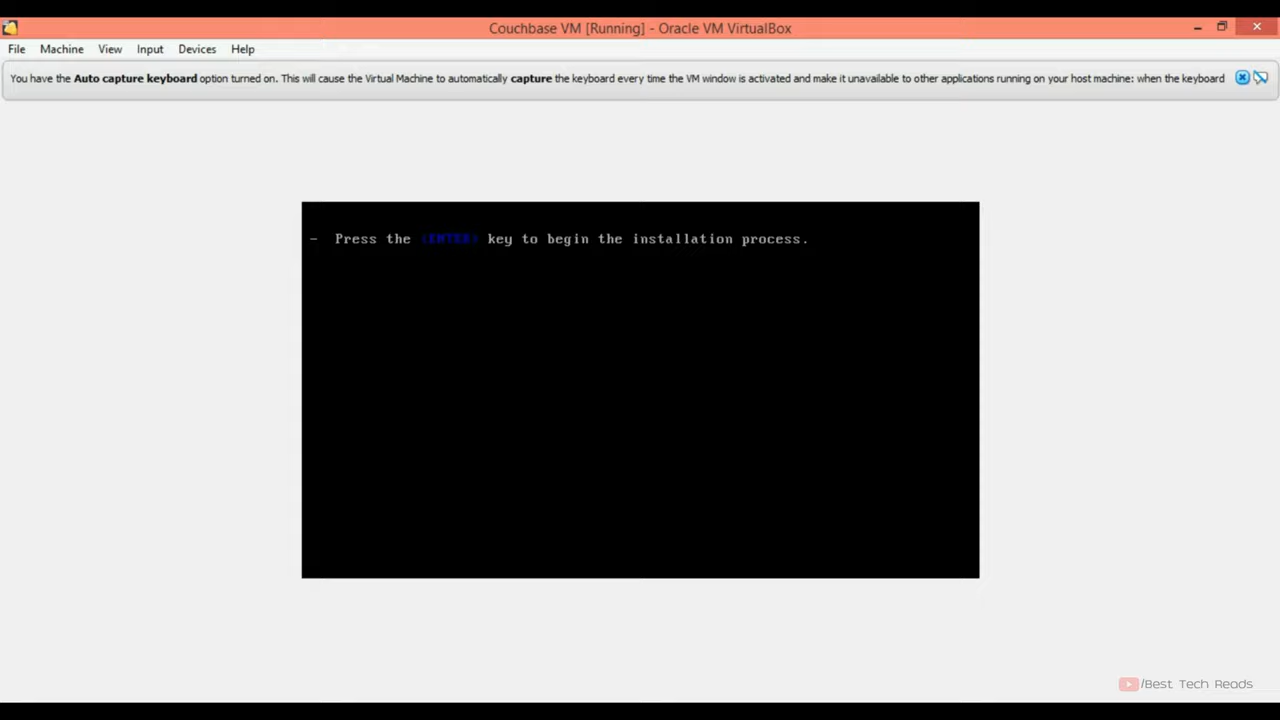 Couchbase VM [Running] - Oracle VM VirtualBox
File Machine View Input Devices Help
You have the Auto capture keyboard option turned on. This will cause the Virtual Machine to automatically capture the keyboard every time the VM window is activated and make it unavailable to other applications running on your host machine: when the keyboard
- Press the <ENTER> key to begin the installation process.
/Best Tech Reads